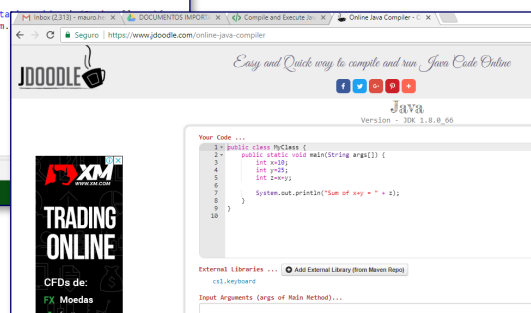 Inbox (2,313) - mauro.he
DOCUMENTOS IMPORTA
Compile and Execute Ja
Online Java Compiler - O
Seguro | https://www.jdoodle.com/online-java-compiler
JDOODLE
Easy and Quick way to compile and run Java Code Online
Java
Version - JDK 1.8.0_66
Your Code ...
1 public class MyClass {
2 public static void main(String args[]) {
3 int x=10;
4 int y=25;
5 int z=x+y;
6
7 System.out.println("Sum of x+y = " + z);
8 }
9 }
10
XM
WWW.XM.COM
TRADING
ONLINE
CFDs de:
FX Moedas
External Libraries ... Add External Library (from Maven Repo)
csl.keyboard
Input Arguments (args of Main Method)...